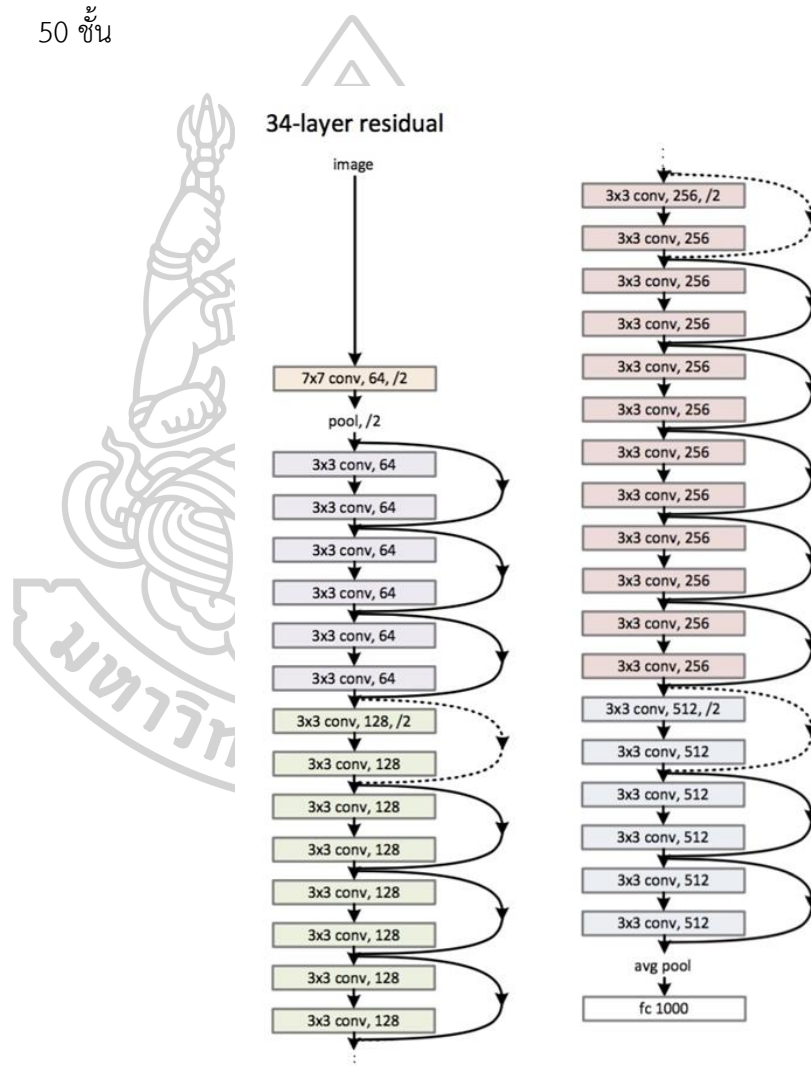 50 ชั้น
34-layer residual
image
7x7 conv, 64, /2
pool, /2
3x3 conv, 64
3x3 conv, 64
3x3 conv, 64
3x3 conv, 64
3x3 conv, 64
3x3 conv, 64
3x3 conv, 128, /2
3x3 conv, 128
3x3 conv, 128
3x3 conv, 128
3x3 conv, 128
3x3 conv, 128
3x3 conv, 128
3x3 conv, 128
3x3 conv, 256, /2
3x3 conv, 256
3x3 conv, 256
3x3 conv, 256
3x3 conv, 256
3x3 conv, 256
3x3 conv, 256
3x3 conv, 256
3x3 conv, 256
3x3 conv, 256
3x3 conv, 256
3x3 conv, 256
3x3 conv, 512, /2
3x3 conv, 512
3x3 conv, 512
3x3 conv, 512
3x3 conv, 512
3x3 conv, 512
avg pool
fc 1000